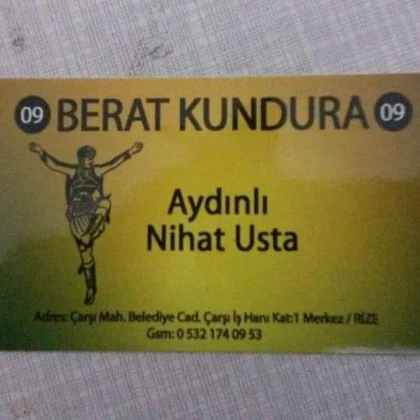 09 BERAT KUNDURA 09
Aydınlı
Nihat Usta
Adres: Çarşı Mah. Belediye Cad. Çarşı İş Hanı Kat:1 Merkez / RİZE
Gsm: 0 532 174 09 53